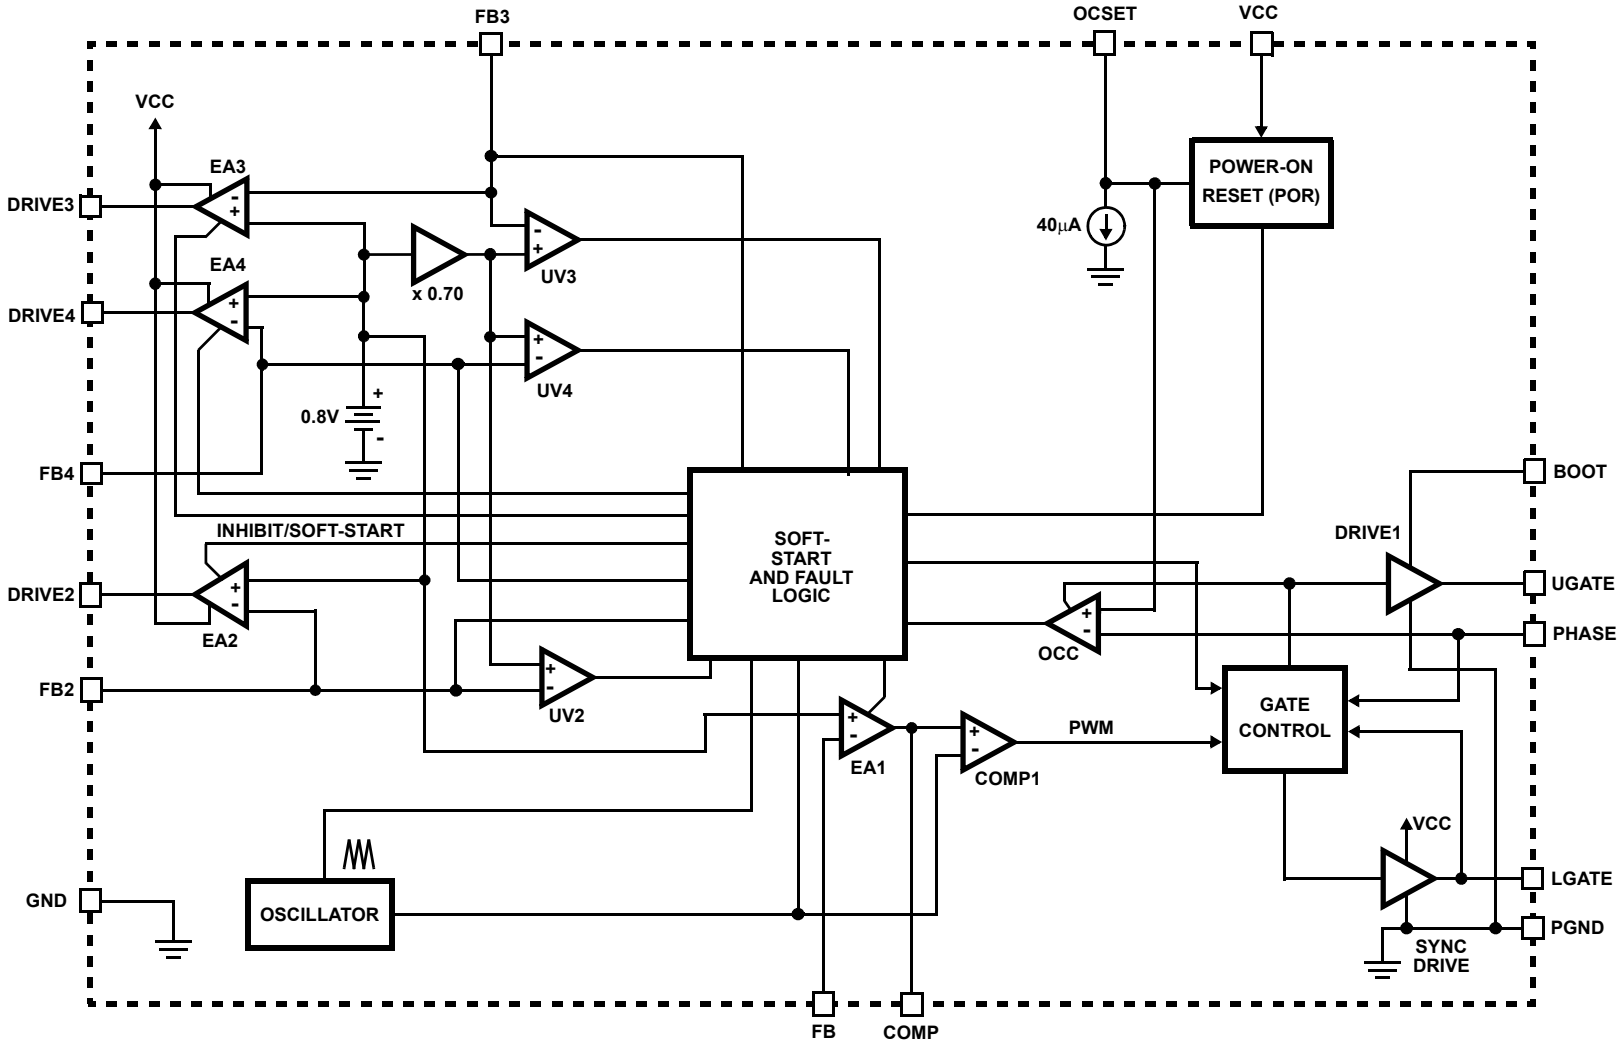 FB3
OCSET
VCC
VCC
EA3
DRIVE3
-
+
POWER-ON
RESET (POR)
40µA
-
+
UV3
EA4
x 0.70
DRIVE4
+
-
+
-
UV4
+
0.8V
-
FB4
BOOT
INHIBIT/SOFT-START
SOFT-
START
AND FAULT
LOGIC
DRIVE1
DRIVE2
+
-
EA2
UGATE
+
-
OCC
PHASE
FB2
+
-
UV2
GATE
CONTROL
+
-
EA1
+
-
COMP1
PWM
VCC
OSCILLATOR
GND
LGATE
PGND
SYNC
DRIVE
FB
COMP